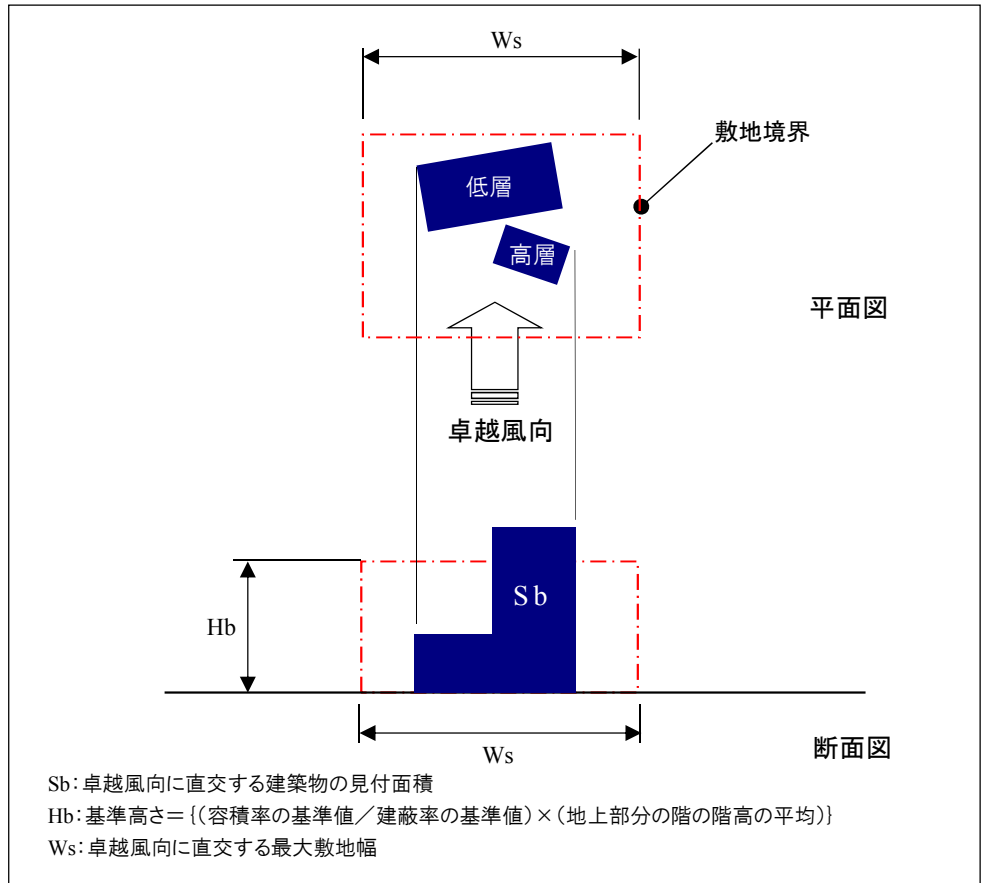 Ws
敷地境界
低層
高層
平面図
卓越風向
Sb
Hb
Ws
断面図
Sb：卓越風向に直交する建築物の見付面積
Hb：基準高さ＝{(容積率の基準値／建蔽率の基準値)×(地上部分の階の階高の平均)}
Ws：卓越風向に直交する最大敷地幅